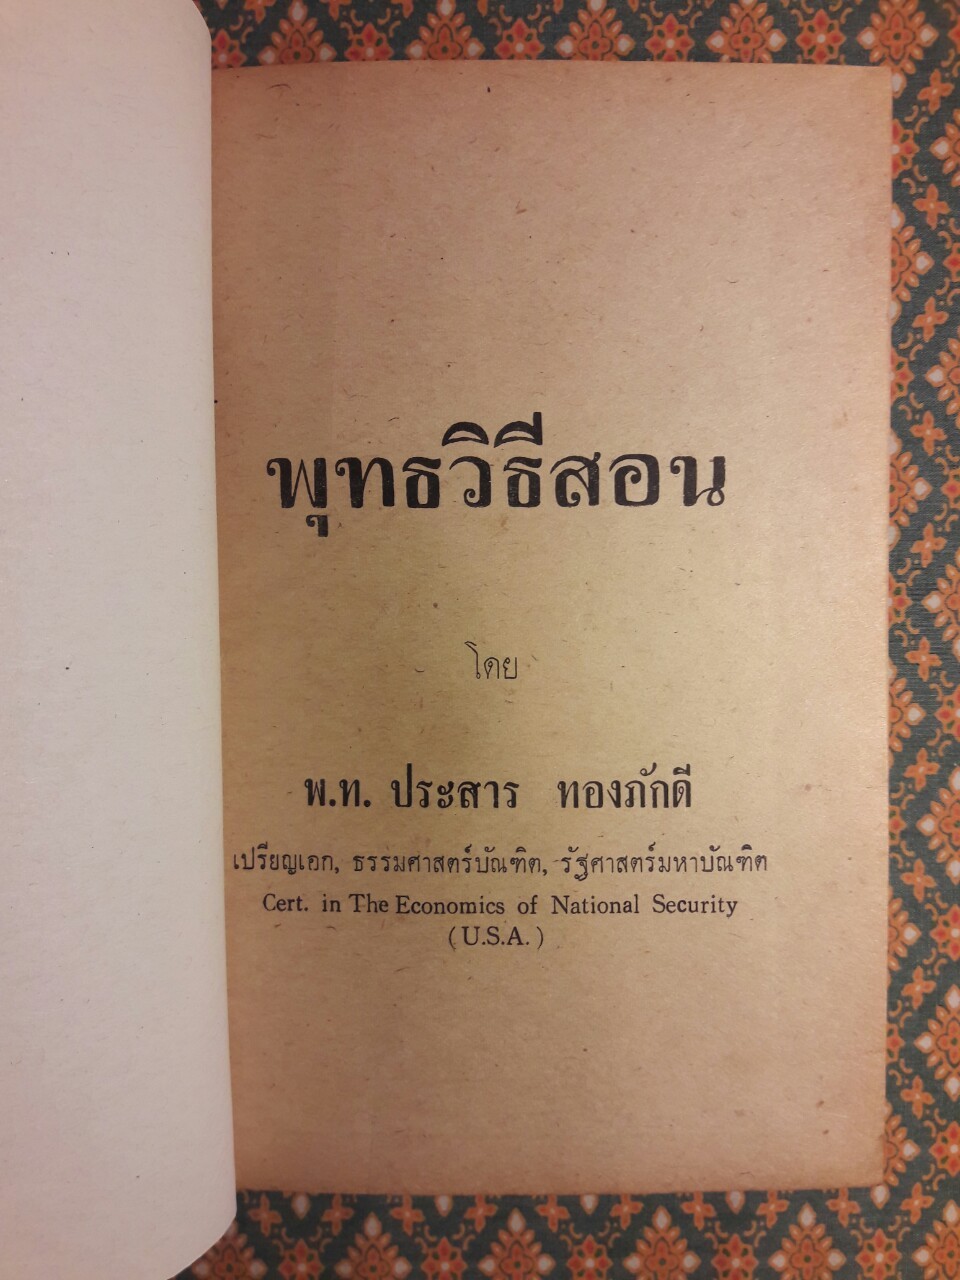 พุทธวิธีสอน
โดย
พ.ท. ประสาร ทองภักดี
เปรียญเอก, ธรรมศาสตร์บัณฑิต, รัฐศาสตร์มหาบัณฑิต
Cert. in The Economics of National Security
(U.S.A.)